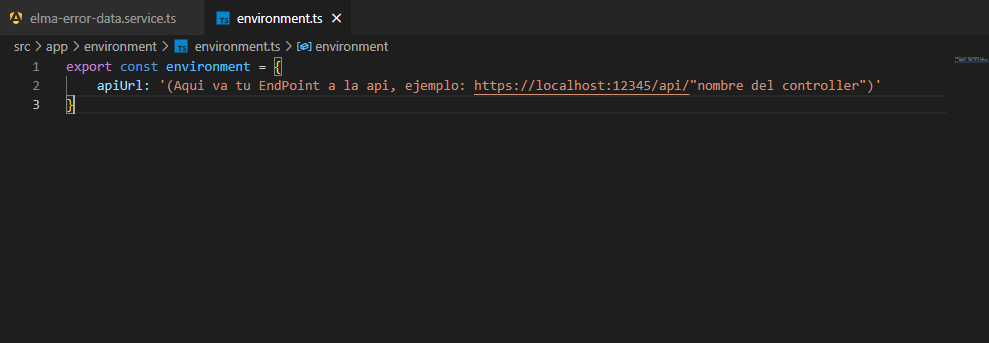 elma-error-data.service.ts
TS environment.ts ×
src > app > environment > TS environment.ts > environment
1 export const environment = {
2 apiUrl: '(Aqui va tu EndPoint a la api, ejemplo: https://localhost:12345/api/"nombre del controller")'
3 }